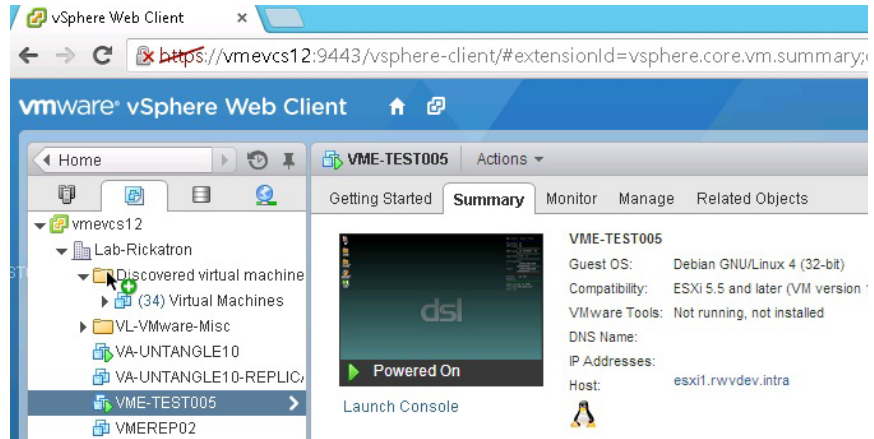 vSphere Web Client
https://vmevcs12:9443/vsphere-client/#extensionId=vsphere.core.vm.summary;
vmware® vSphere Web Client
Home
VME-TEST005 Actions
Getting Started Summary Monitor Manage Related Objects
vmevcs12
Lab-Rickatron
Discovered virtual machine
(34) Virtual Machines
VL-VMware-Misc
VA-UNTANGLE10
VA-UNTANGLE10-REPLIC
VME-TEST005
VMEREP02
dsl
Powered On
Launch Console
VME-TEST005
Guest OS: Debian GNU/Linux 4 (32-bit)
Compatibility: ESXi 5.5 and later (VM version
VMware Tools: Not running, not installed
DNS Name:
IP Addresses:
Host: esxi1.rwvdev.intra